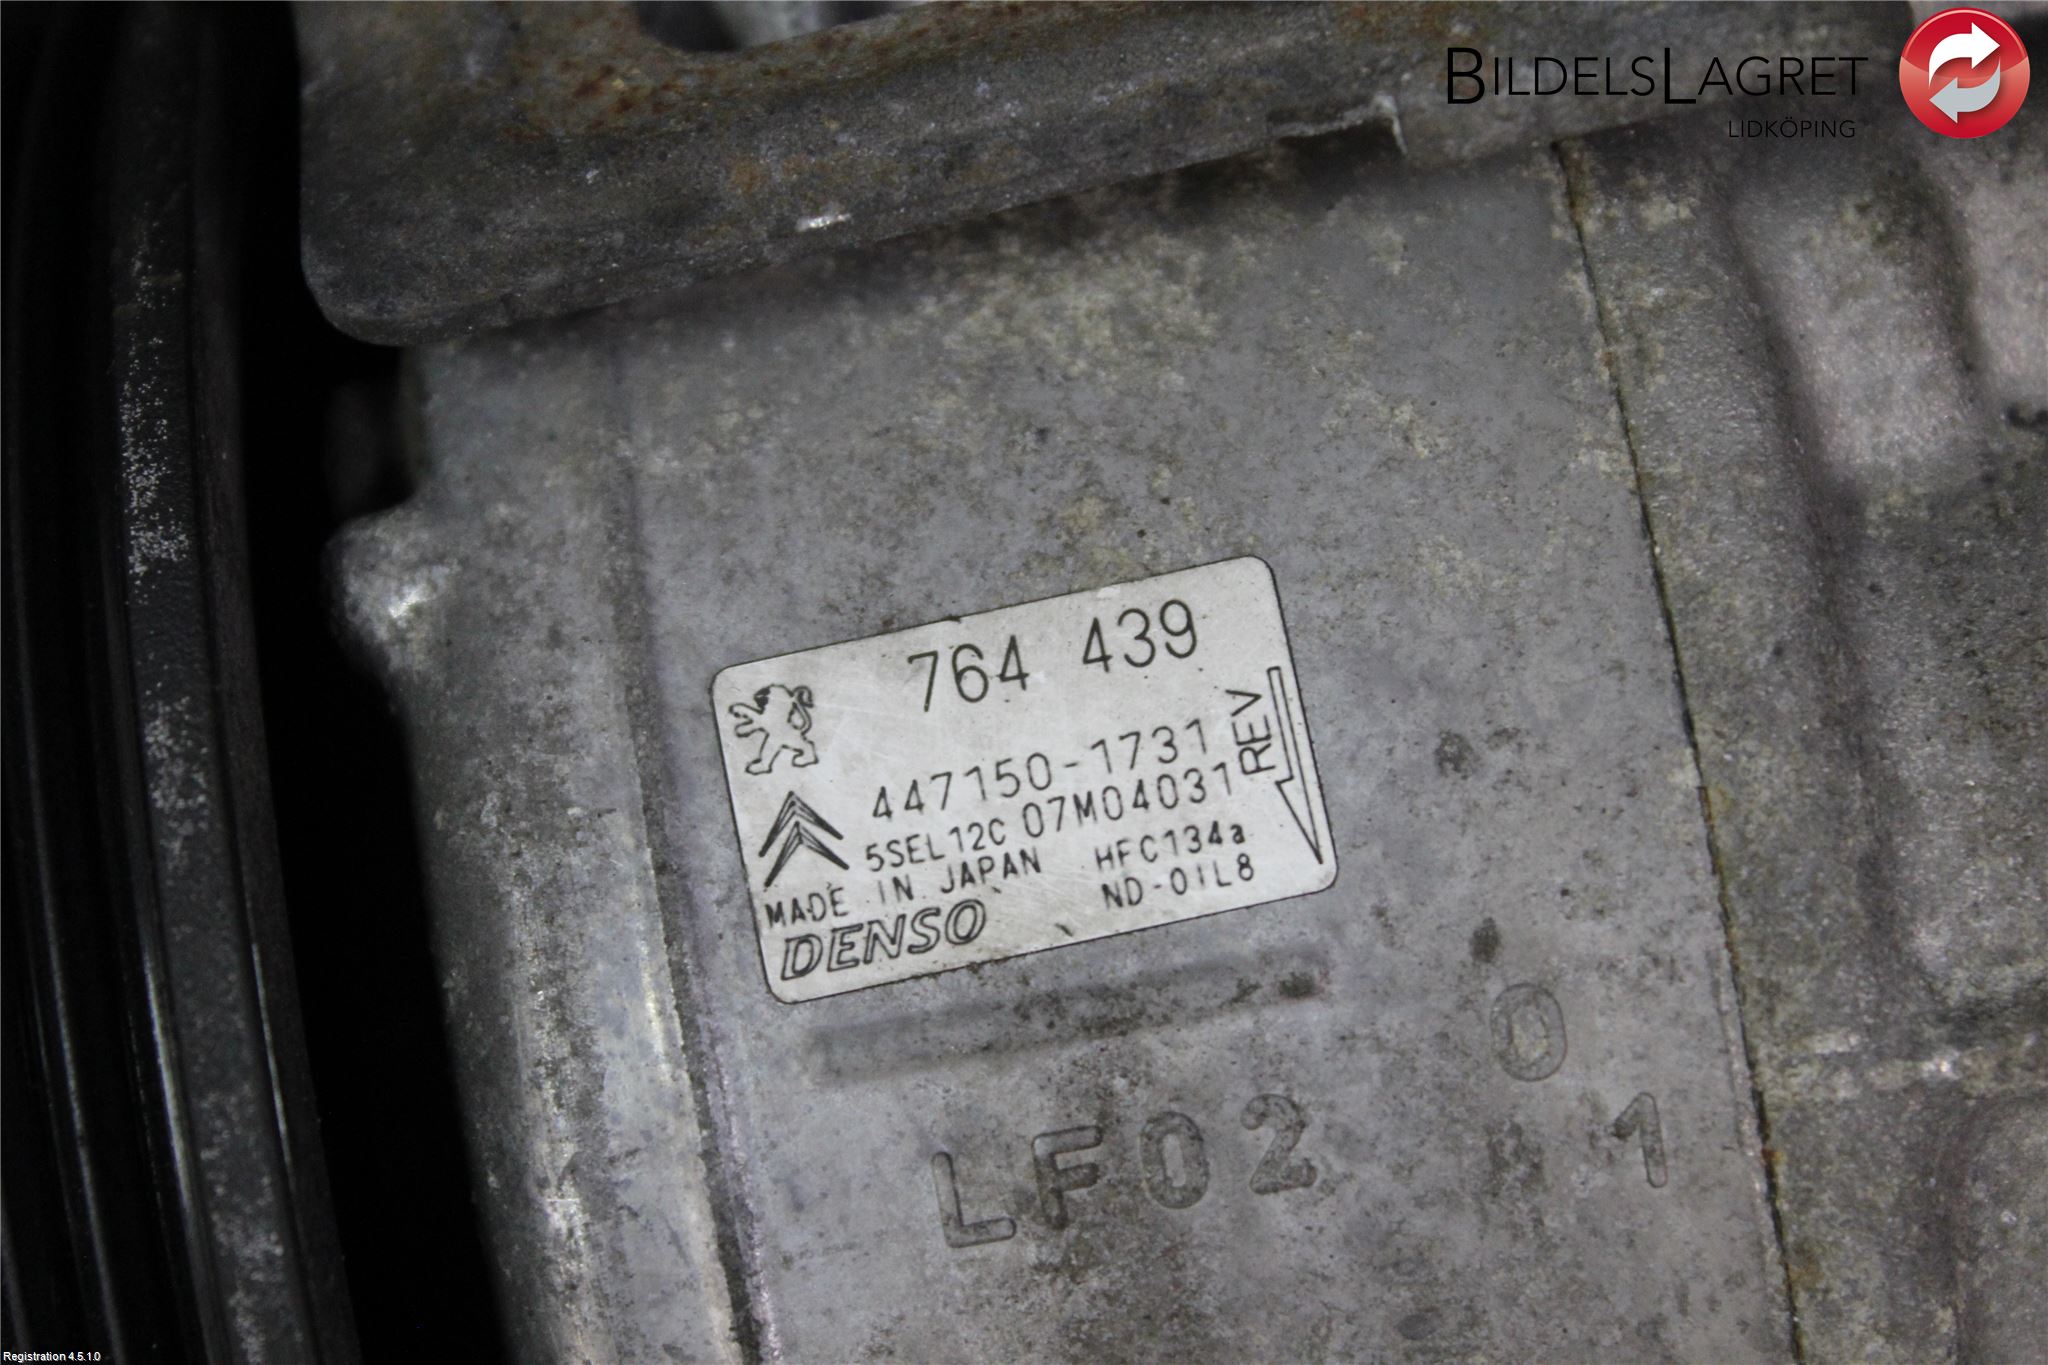 BILDELSLAGRET
LIDKÖPING
764 439
447150-1731
5SEL12C 07M04031
REV
MADE IN JAPAN HFC134a
DENSO ND-OIL8
0
LF02 1
Registration 4.5.1.0